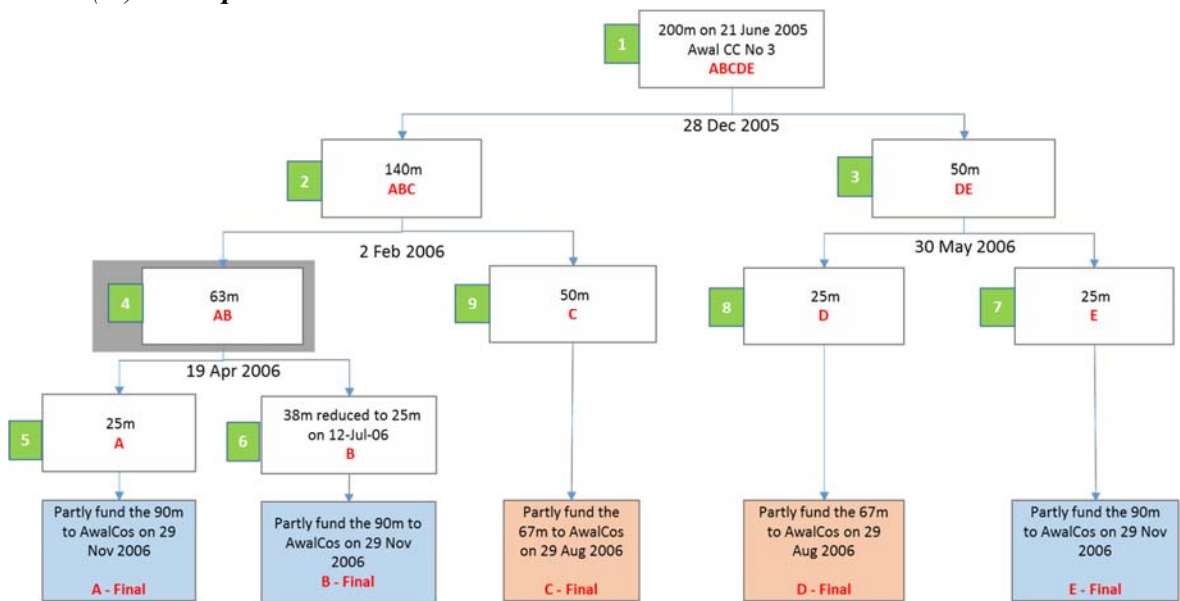 1
200m on 21 June 2005
Awal CC No 3
ABCDE
28 Dec 2005
2
140m
ABC
3
50m
DE
2 Feb 2006
30 May 2006
4
63m
AB
9
50m
C
8
25m
D
7
25m
E
19 Apr 2006
5
25m
A
6
38m reduced to 25m
on 12-Jul-06
B
Partly fund the 90m
to AwalCos on 29
Nov 2006
A - Final
Partly fund the 90m to
AwalCos on 29 Nov
2006
B - Final
Partly fund the
67m to AwalCos
on 29 Aug 2006
C - Final
Partly fund the 67m
to AwalCos on 29
Aug 2006
D - Final
Partly fund the 90m
to AwalCos on 29
Nov 2006
E - Final